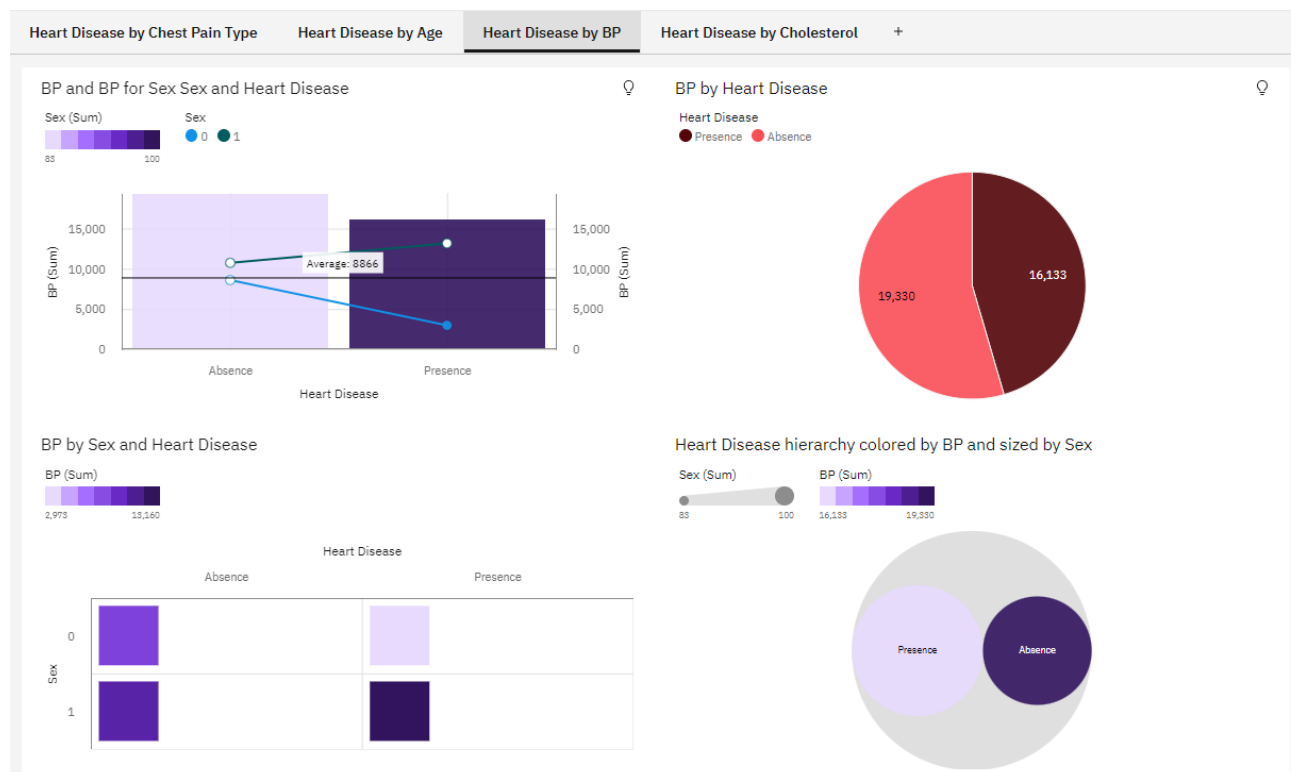 Heart Disease by Chest Pain Type
Heart Disease by Age
Heart Disease by BP
Heart Disease by Cholesterol
+
BP and BP for Sex Sex and Heart Disease
Sex (Sum)
83
100
Sex
0
1
BP (Sum)
15,000
10,000
5,000
0
Average: 8866
15,000
10,000
5,000
0
BP (Sum)
Absence
Presence
Heart Disease
BP by Heart Disease
Heart Disease
Presence
Absence
16,133
19,330
BP by Sex and Heart Disease
BP (Sum)
2,973
13,160
Heart Disease
Absence
Presence
Sex
0
1
Heart Disease hierarchy colored by BP and sized by Sex
Sex (Sum)
83
100
BP (Sum)
16,133
19,330
Presence
Absence